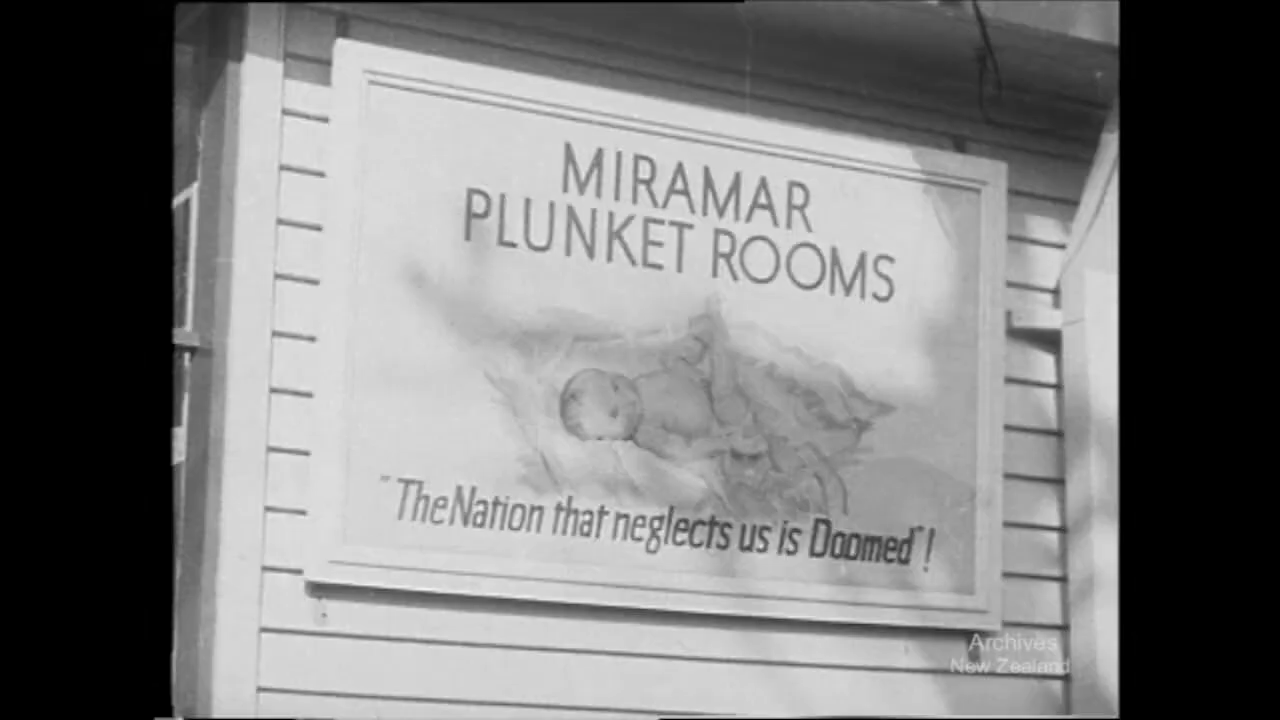 MIRAMAR
PLUNKET ROOMS
"The Nation that neglects us is Doomed"!
Archives
New Zealand